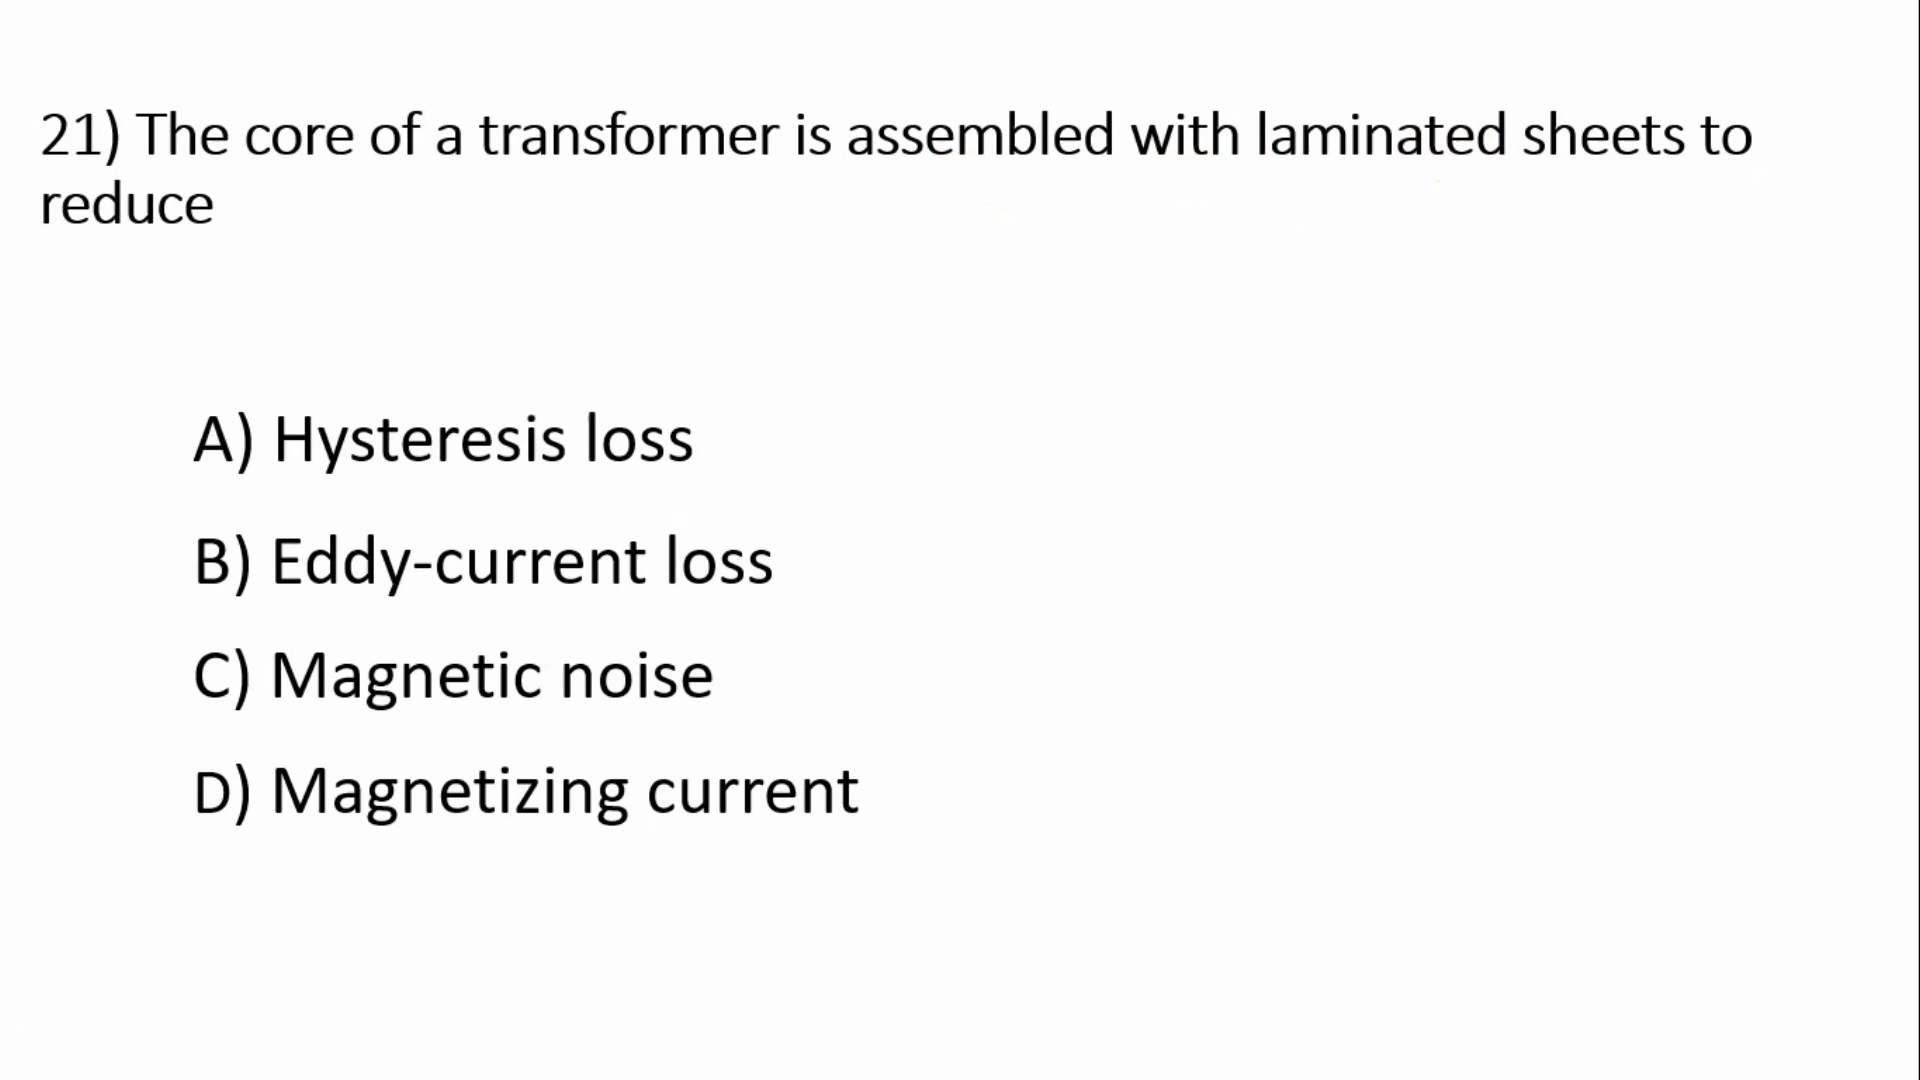 21) The core of a transformer is assembled with laminated sheets to
reduce
A) Hysteresis loss
B) Eddy-current loss
C) Magnetic noise
D) Magnetizing current